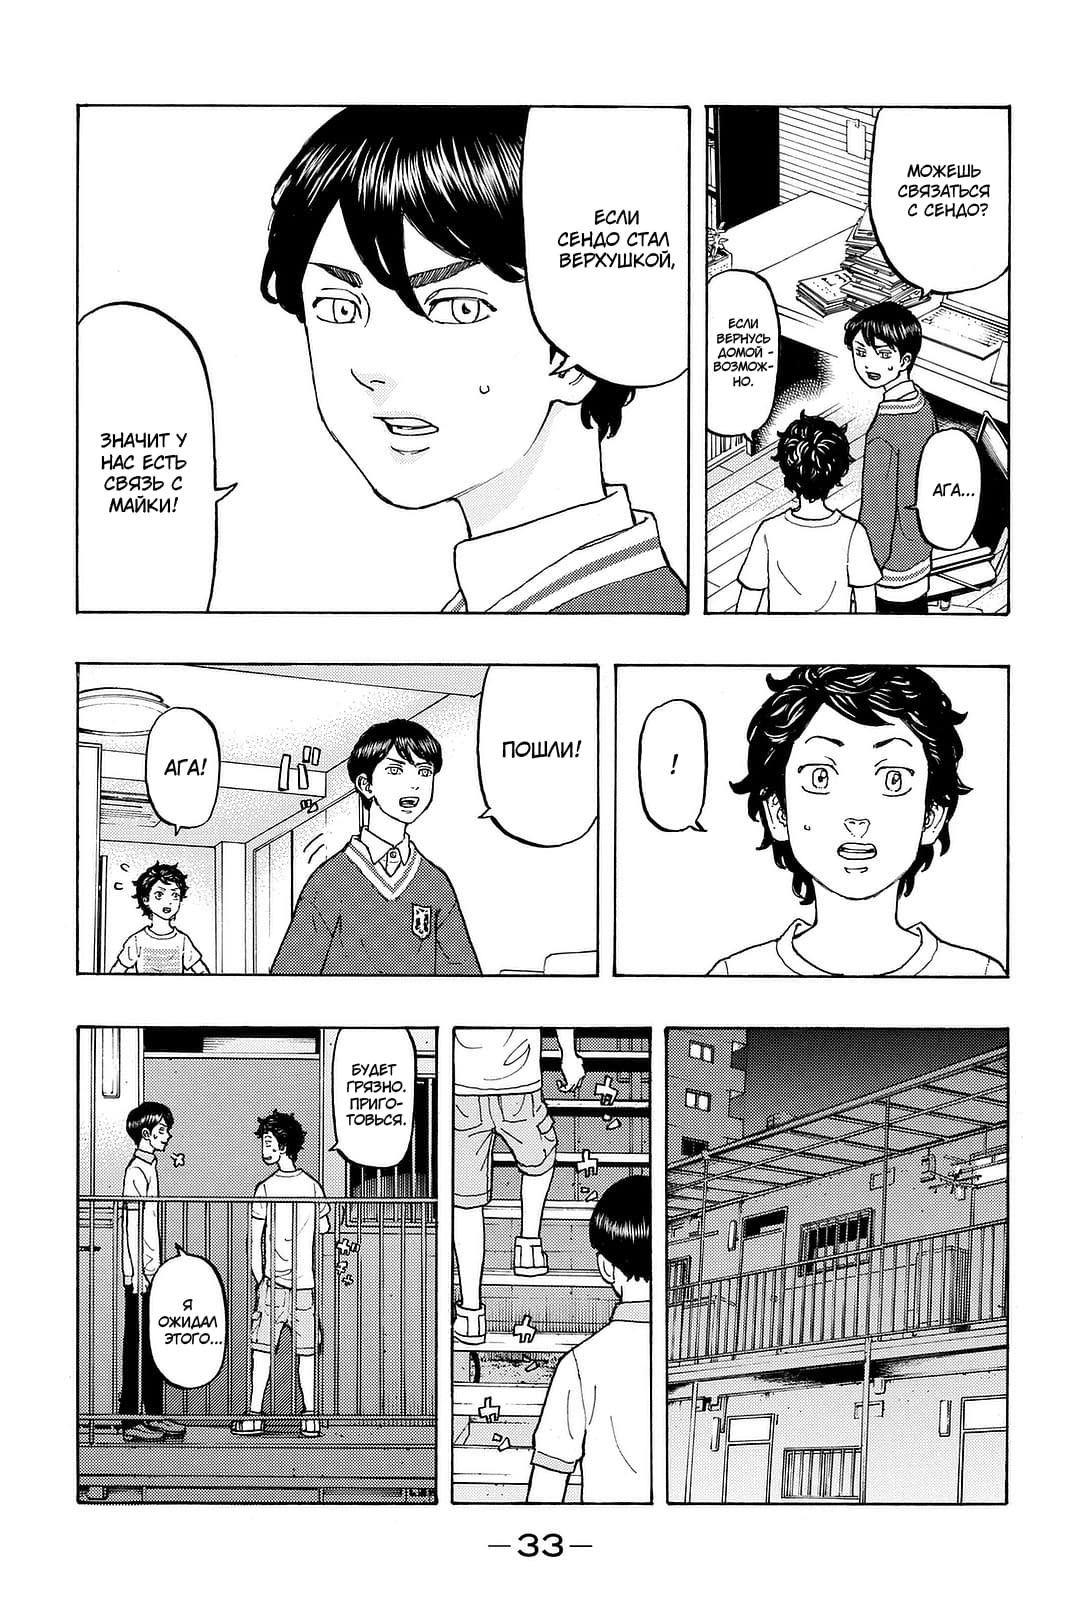 МОЖЕШЬ
СВЯЗАТЬСЯ
С СЕНДО?
ЕСЛИ
ВЕРНУСЬ
ДОМОЙ -
ВОЗМОЖ-
НО.
АГА...
ЕСЛИ
СЕНДО СТАЛ
ВЕРХУШКОЙ,
ЗНАЧИТ У
НАС ЕСТЬ
СВЯЗЬ С
МАЙКИ!
!
ПОШЛИ!
АГА!
БУДЕТ
ГРЯЗНО.
ПРИГО-
ТОВЬСЯ.
Я
ОЖИДАЛ
ЭТОГО...
—33—